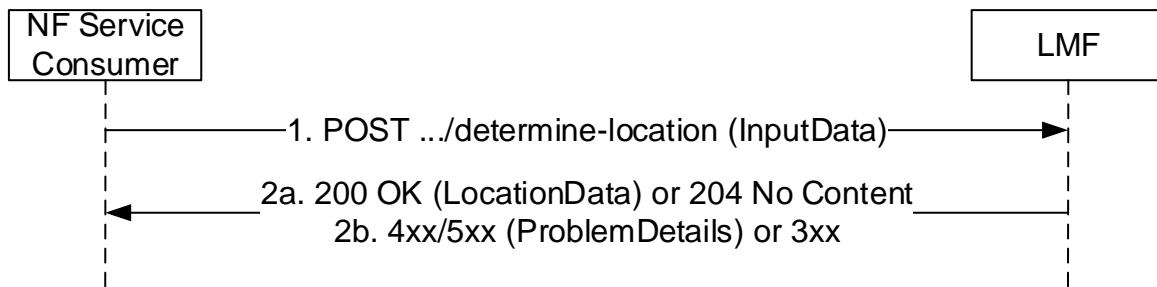 NF Service
Consumer
LMF
1. POST .../determine-location (InputData)
2a. 200 OK (LocationData) or 204 No Content
2b. 4xx/5xx (ProblemDetails) or 3xx